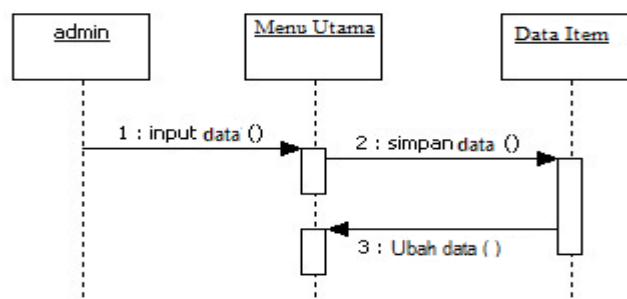 admin
Menu Utama
Data Item
1 : input data ()
2 : simpan data ()
3 : Ubah data ( )